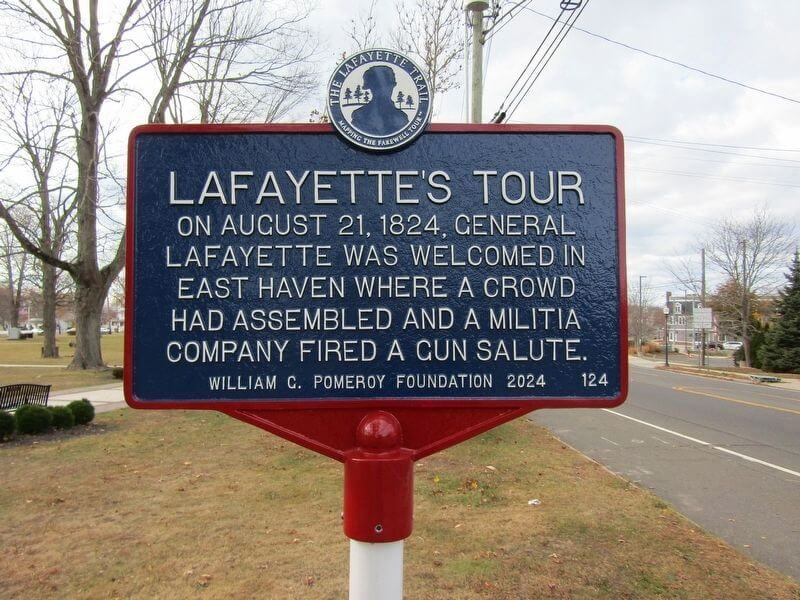 THE LAFAYETTE TRAIL
MAPPING THE FAREWELL TOUR
LAFAYETTE'S TOUR
ON AUGUST 21, 1824, GENERAL
LAFAYETTE WAS WELCOMED IN
EAST HAVEN WHERE A CROWD
HAD ASSEMBLED AND A MILITIA
COMPANY FIRED A GUN SALUTE.
WILLIAM G. POMEROY FOUNDATION 2024 124